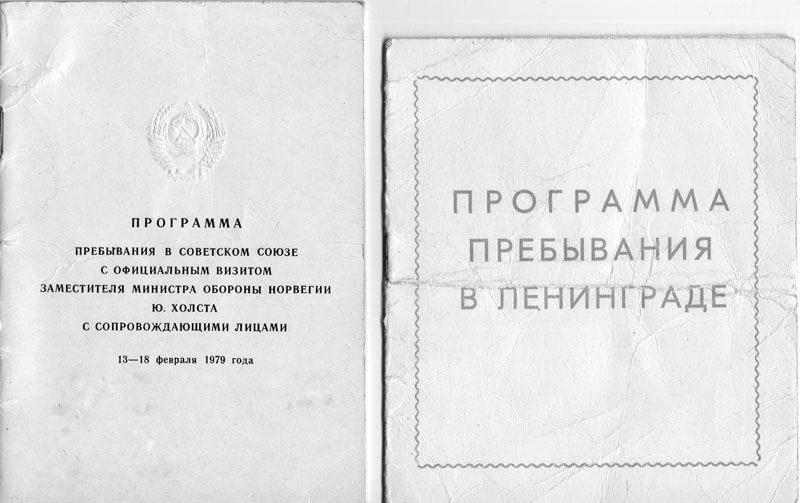 ПРОГРАММА
ПРЕБЫВАНИЯ В СОВЕТСКОМ СОЮЗЕ
С ОФИЦИАЛЬНЫМ ВИЗИТОМ
ЗАМЕСТИТЕЛЯ МИНИСТРА ОБОРОНЫ НОРВЕГИИ
Ю. ХОЛСТА
С СОПРОВОЖДАЮЩИМИ ЛИЦАМИ
13—18 февраля 1979 года
ПРОГРАММА
ПРЕБЫВАНИЯ
В ЛЕНИНГРАДЕ